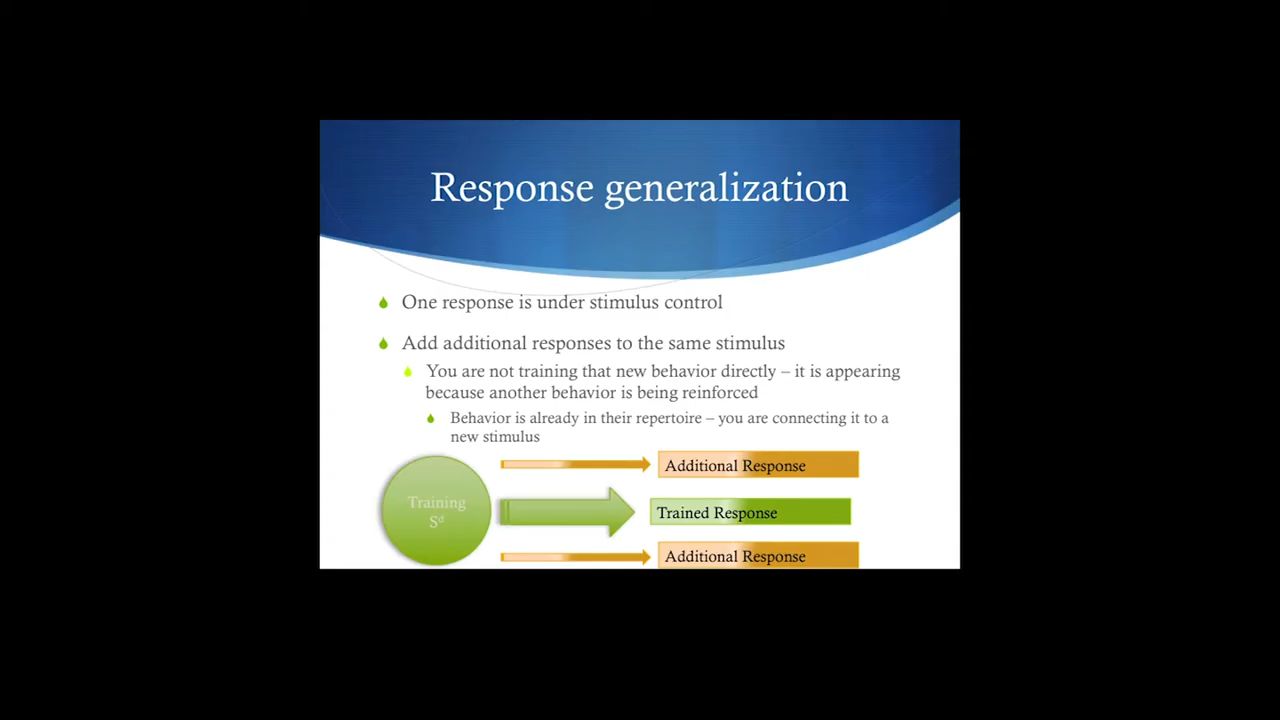 Response generalization
One response is under stimulus control
Add additional responses to the same stimulus
You are not training that new behavior directly – it is appearing
because another behavior is being reinforced
Behavior is already in their repertoire – you are connecting it to a
new stimulus
Additional Response
Training
Sᵈ
Trained Response
Additional Response